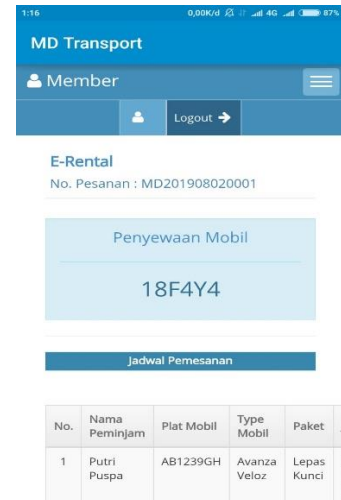 1:16 0,00K/d 4G 87%
MD Transport
Member
Logout
E-Rental
No. Pesanan : MD201908020001
Penyewaan Mobil
18F4Y4
Jadwal Pemesanan
No. Nama Peminjam Plat Mobil Type Mobil Paket
1 Putri Puspa AB1239GH Avanza Veloz Lepas Kunci